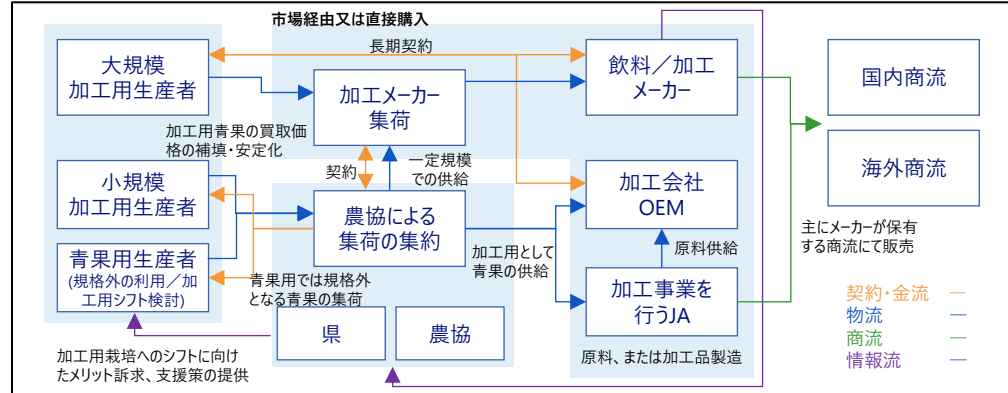 市場経由又は直接購入
大規模
加工用生産者
長期契約
加工メーカー
集荷
飲料／加工
メーカー
国内商流
海外商流
加工用青果の買取価
格の補填・安定化
契約
一定規模
での供給
小規模
加工用生産者
農協による
集荷の集約
加工会社
OEM
主にメーカーが保有
する商流にて販売
加工用として
青果の供給
原料供給
青果用生産者
(規格外の利用／加
工用シフト検討)
青果用では規格外
となる青果の集荷
加工事業を
行うJA
県
農協
原料、または加工品製造
加工用栽培へのシフトに向け
たメリット訴求、支援策の提供
契約・金流
物流
商流
情報流